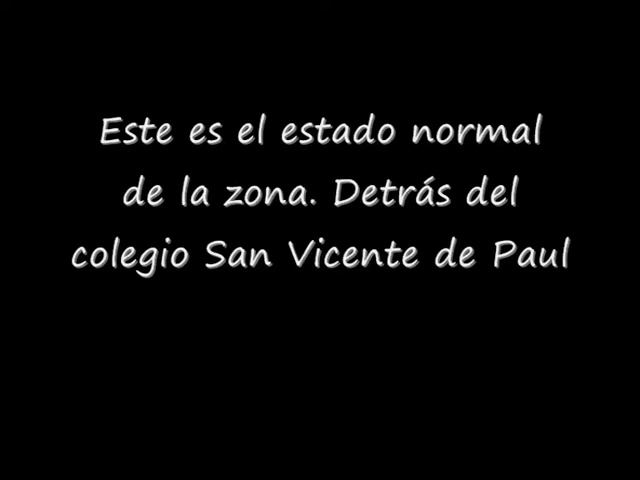 Este es el estado normal
de la zona. Detrás del
colegio San Vicente de Paul